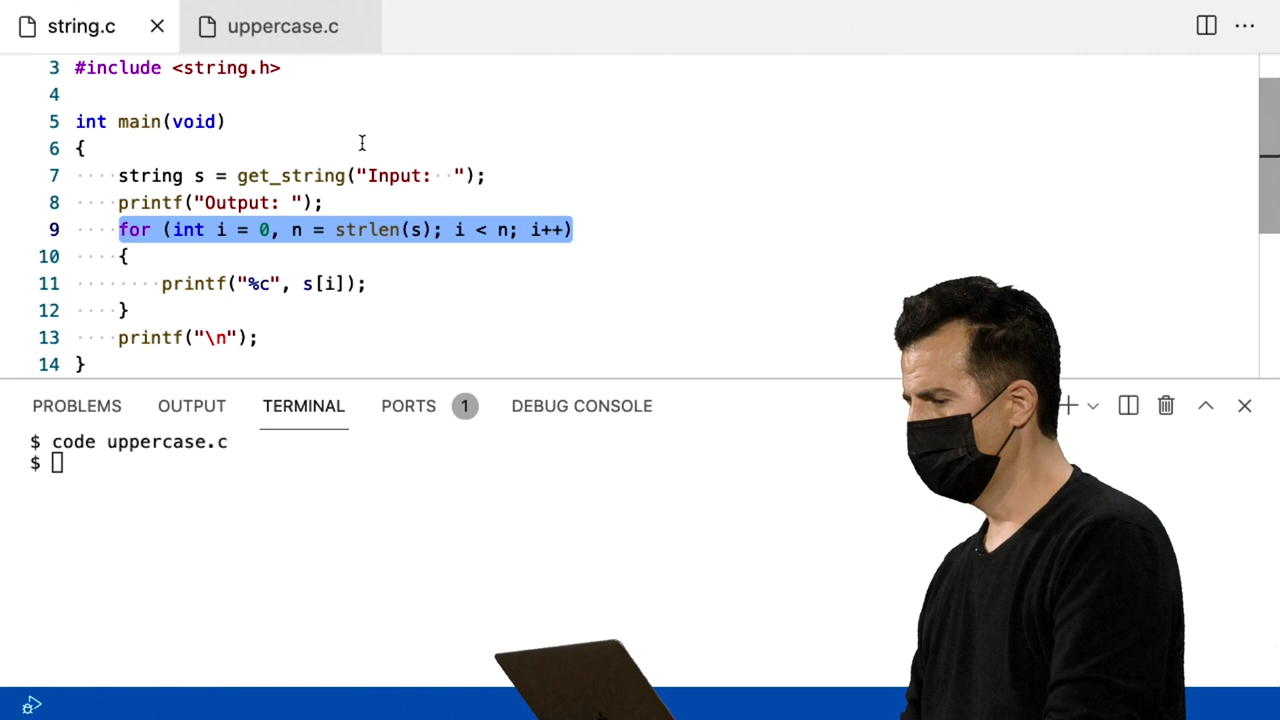 string.c
uppercase.c
3 #include <string.h>
4
5 int main(void)
6 {
7 ····string s = get_string("Input:··");
8 ····printf("Output: ");
9 ····for (int i = 0, n = strlen(s); i < n; i++)
10 ····{
11 ········printf("%c", s[i]);
12 ····}
13 ····printf("\n");
14 }
PROBLEMS OUTPUT TERMINAL PORTS 1 DEBUG CONSOLE
$ code uppercase.c
$